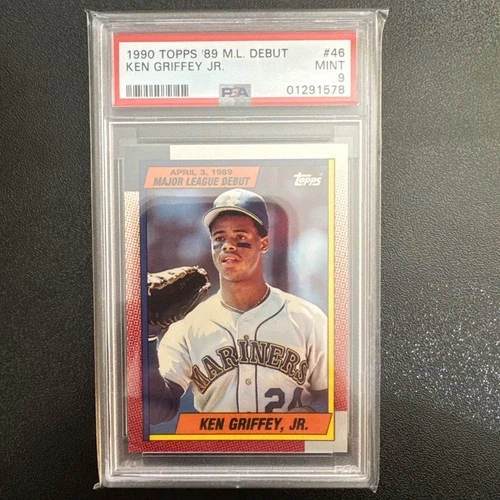 1990 TOPPS '89 M.L. DEBUT #46
KEN GRIFFEY JR. MINT
9
PSA 01291578
APRIL 3, 1989
MAJOR LEAGUE DEBUT
TOPPS
MARINERS
24
KEN GRIFFEY, JR.